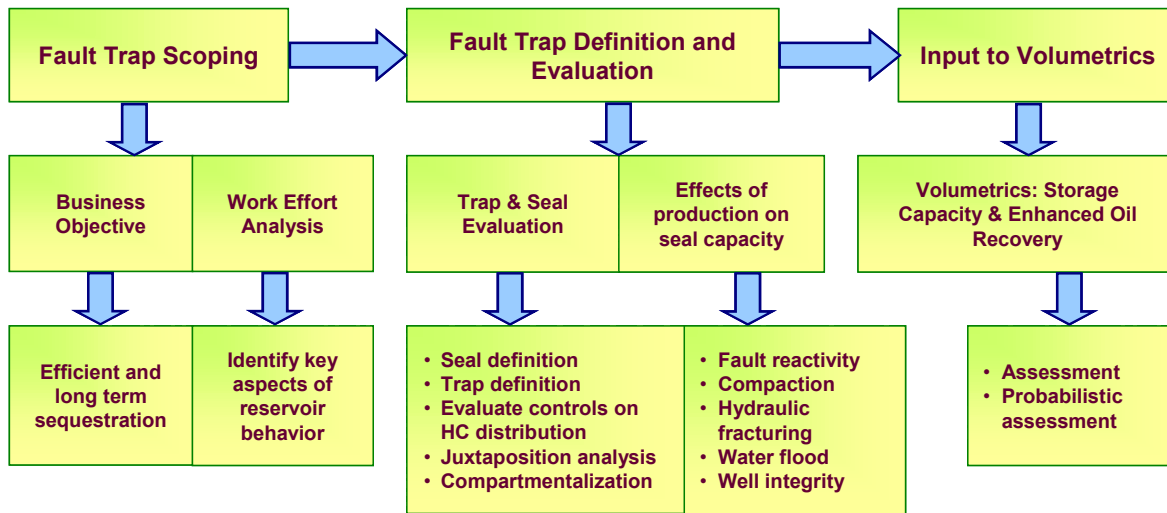 Fault Trap Scoping
Fault Trap Definition and
Evaluation
Input to Volumetrics
Business
Objective
Work Effort
Analysis
Trap & Seal
Evaluation
Effects of
production on
seal capacity
Volumetrics: Storage
Capacity & Enhanced Oil
Recovery
Efficient and
long term
sequestration
Identify key
aspects of
reservoir
behavior
• Seal definition
• Trap definition
• Evaluate controls on
HC distribution
• Juxtaposition analysis
• Compartmentalization
• Fault reactivity
• Compaction
• Hydraulic
fracturing
• Water flood
• Well integrity
• Assessment
• Probabilistic
assessment